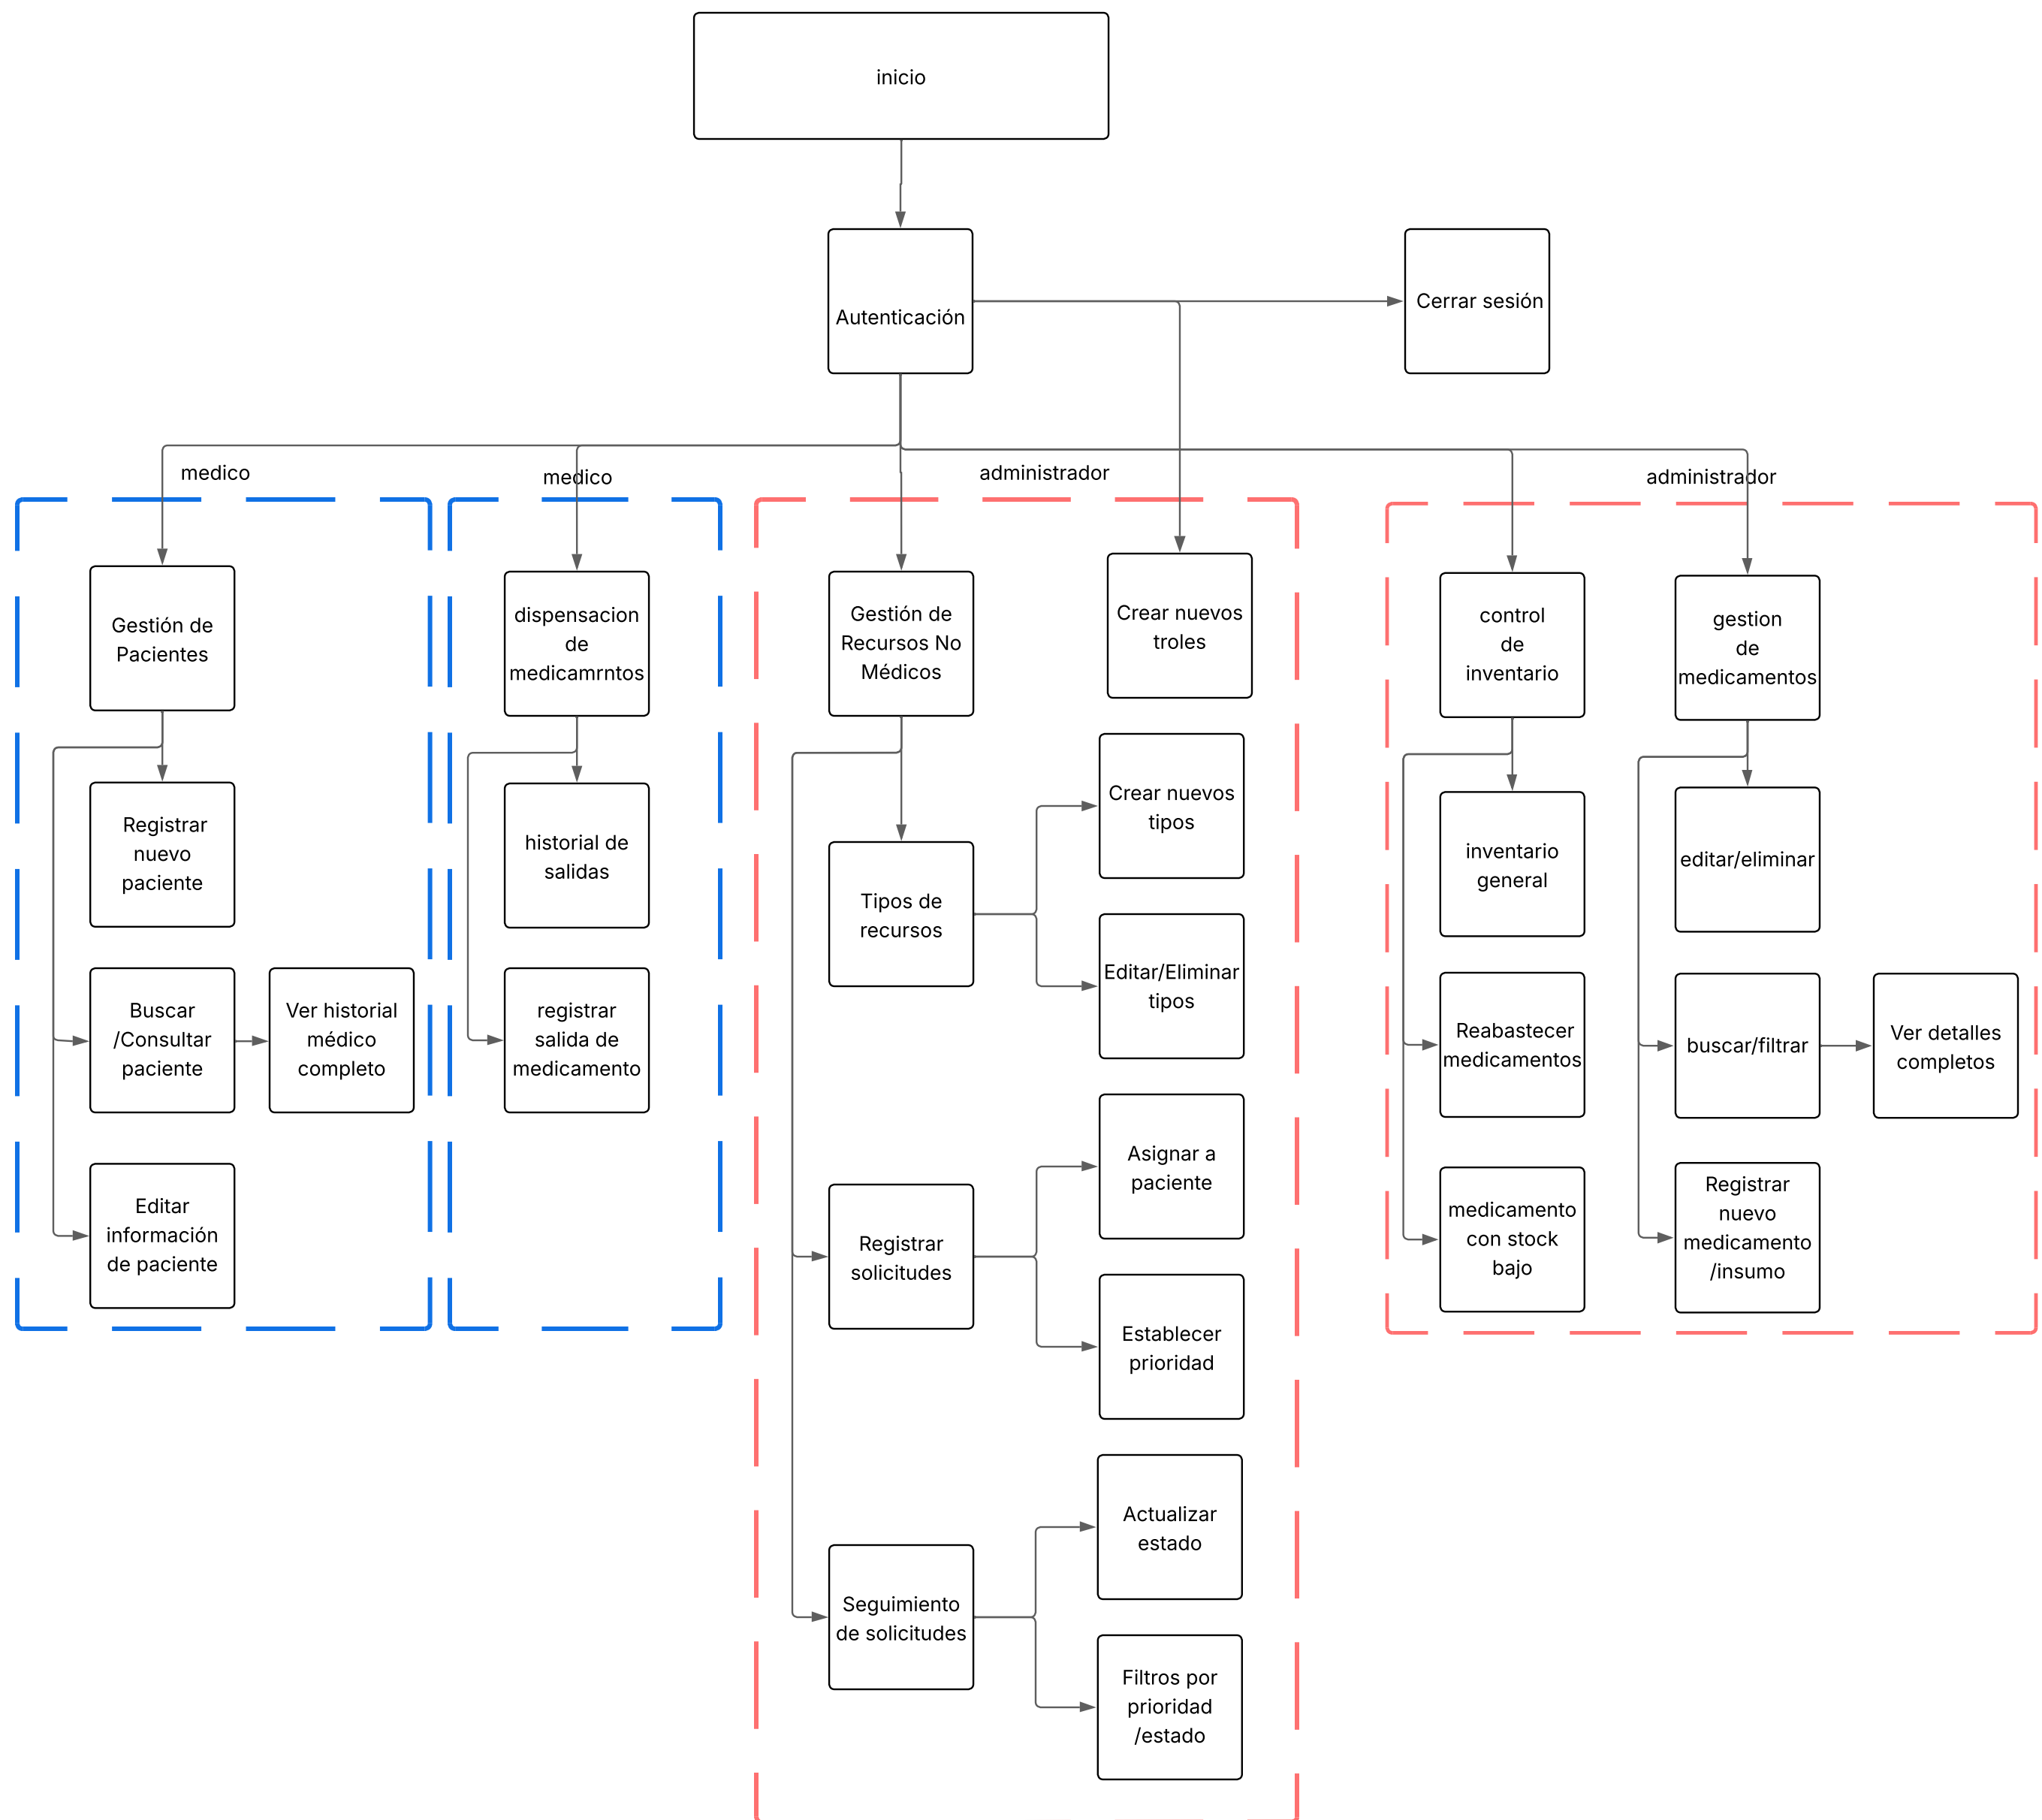 inicio
Autenticación
Cerrar sesión
medico
medico
administrador
administrador
Gestión de
Pacientes
Registrar
nuevo
paciente
Buscar
/Consultar
paciente
Ver historial
médico
completo
Editar
información
de paciente
dispensacion
de
medicamrntos
historial de
salidas
registrar
salida de
medicamento
Gestión de
Recursos No
Médicos
Crear nuevos
troles
Tipos de
recursos
Crear nuevos
tipos
Editar/Eliminar
tipos
Registrar
solicitudes
Asignar a
paciente
Establecer
prioridad
Seguimiento
de solicitudes
Actualizar
estado
Filtros por
prioridad
/estado
control
de
inventario
inventario
general
Reabastecer
medicamentos
medicamento
con stock
bajo
gestion
de
medicamentos
editar/eliminar
buscar/filtrar
Ver detalles
completos
Registrar
nuevo
medicamento
/insumo